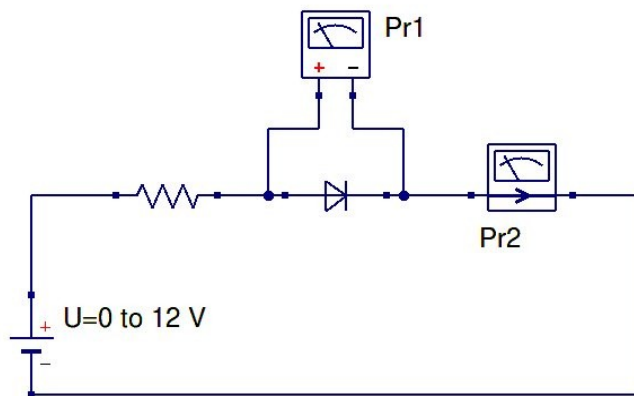 Pr1
+ −
Pr2
+
U=0 to 12 V
−